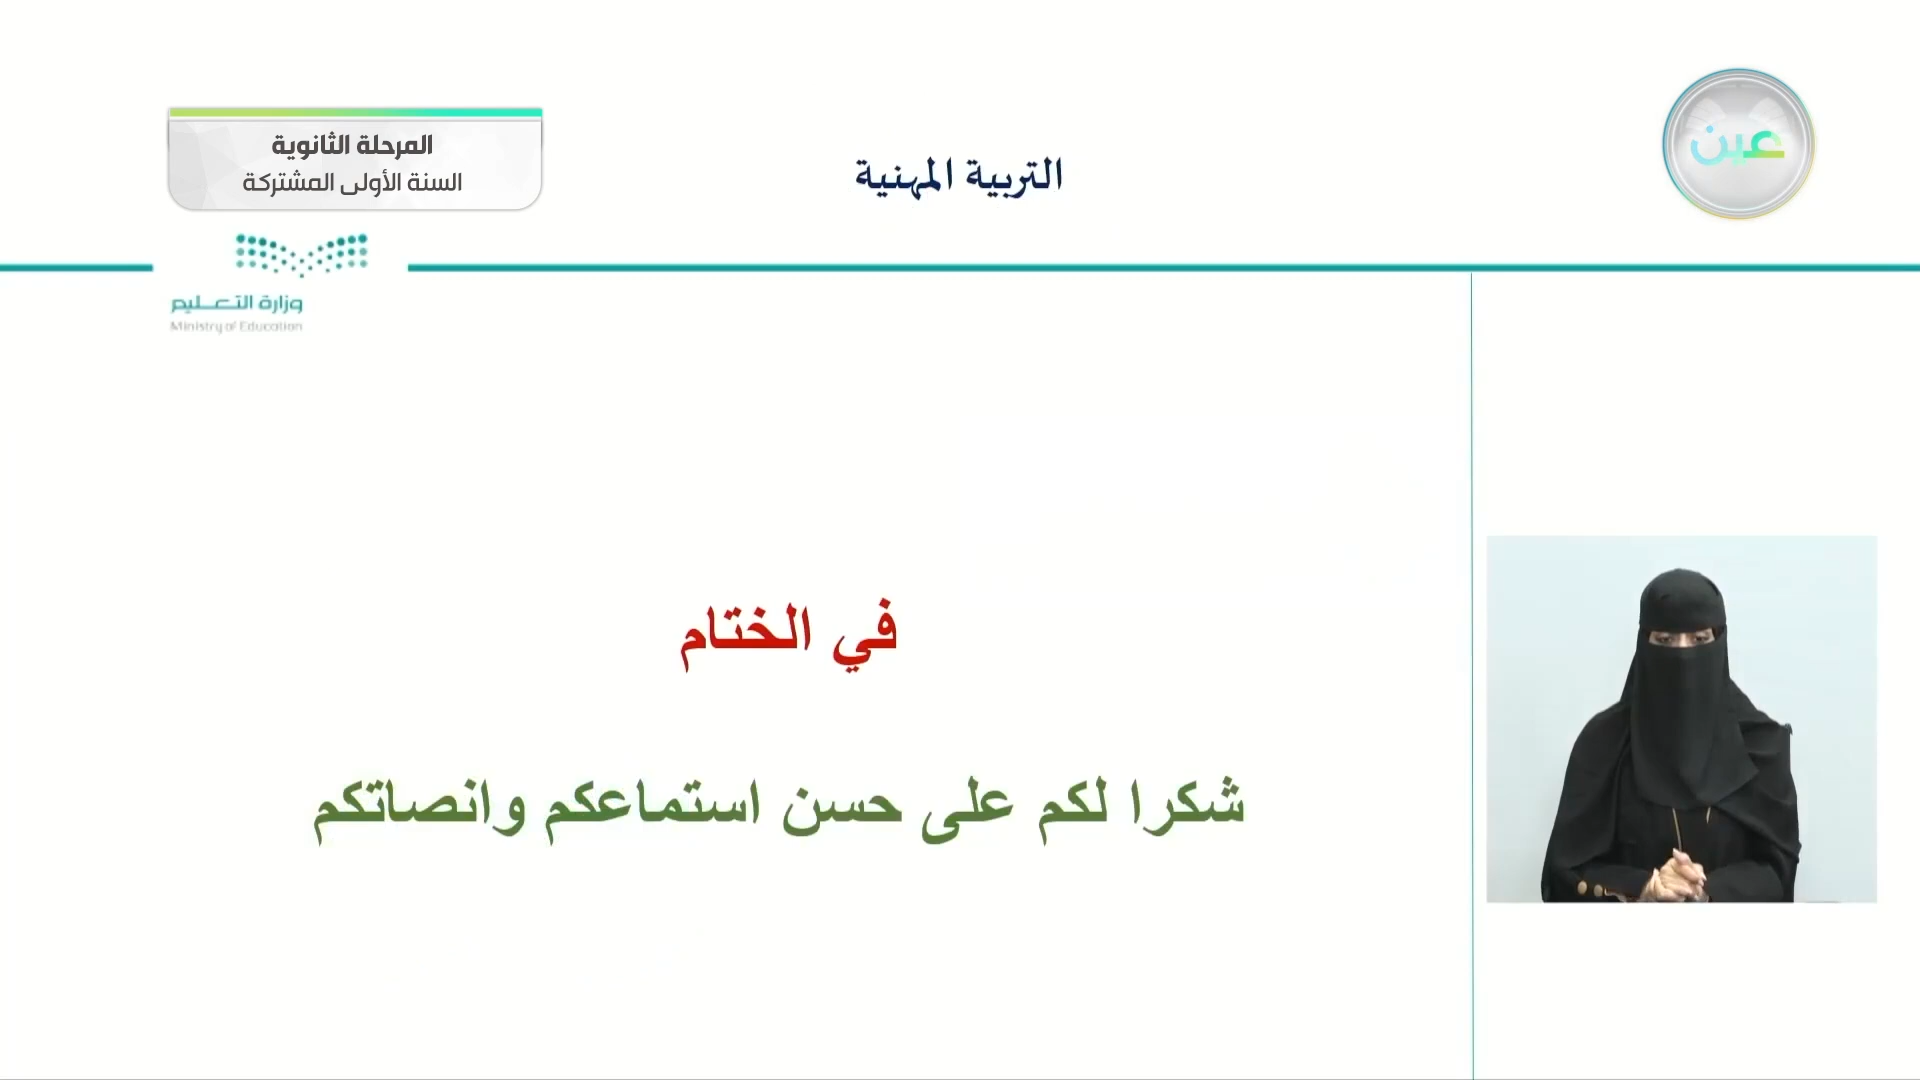 المرحلة الثانوية
السنة الأولى المشتركة
التربية المهنية
عين
وزارة التعليم
Ministry of Education
في الختام
شكرا لكم على حسن استماعكم وانصاتكم